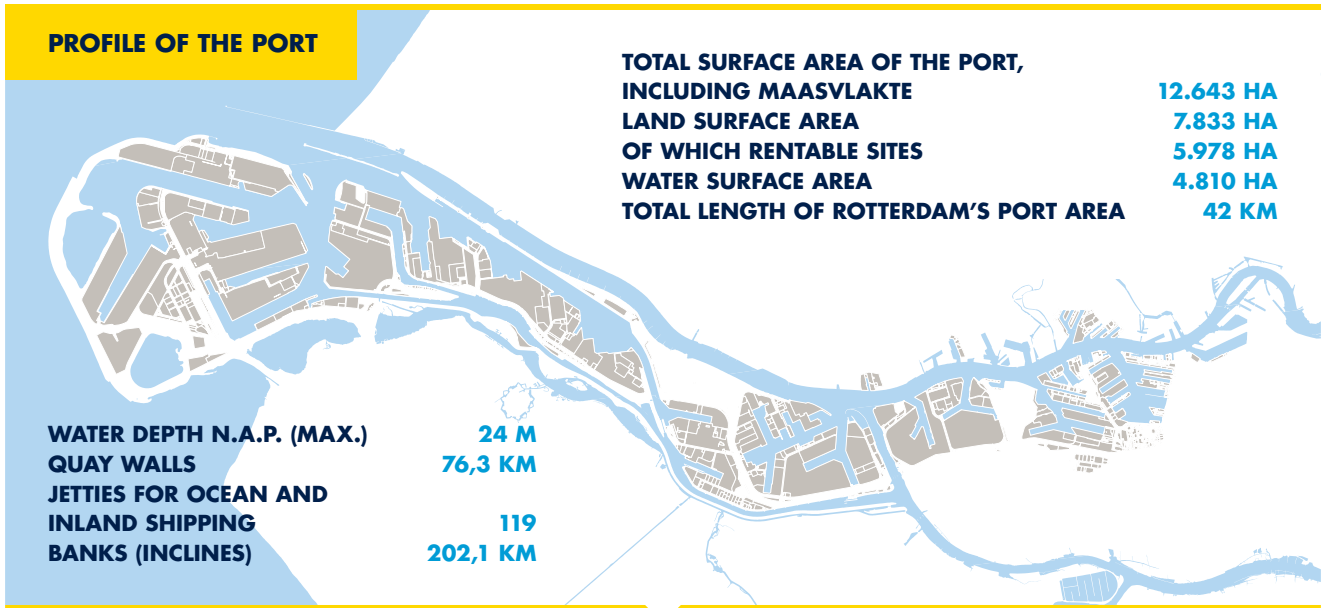 PROFILE OF THE PORT
TOTAL SURFACE AREA OF THE PORT,
INCLUDING MAASVLAKTE 12.643 HA
LAND SURFACE AREA 7.833 HA
OF WHICH RENTABLE SITES 5.978 HA
WATER SURFACE AREA 4.810 HA
TOTAL LENGTH OF ROTTERDAM'S PORT AREA 42 KM
WATER DEPTH N.A.P. (MAX.) 24 M
QUAY WALLS 76,3 KM
JETTIES FOR OCEAN AND
INLAND SHIPPING 119
BANKS (INCLINES) 202,1 KM